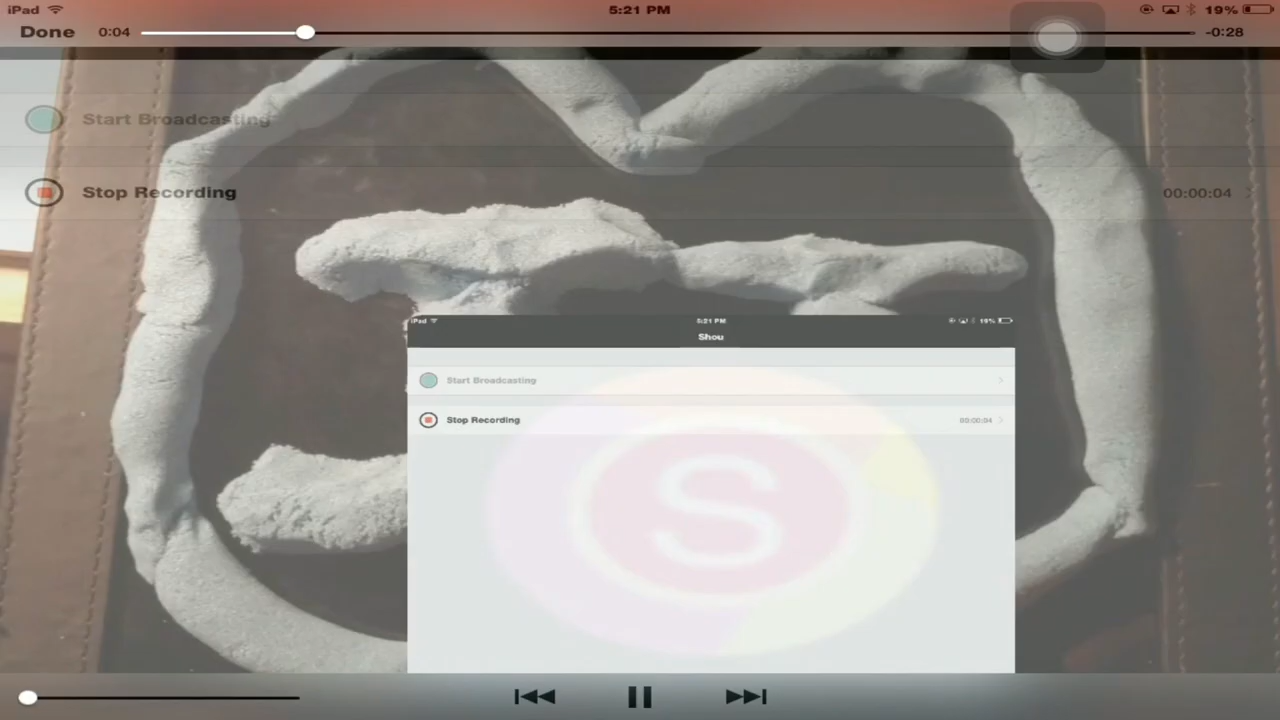 iPad 5:21 PM 19%
Done 0:04 -0:28
Start Broadcasting
Stop Recording 00:00:04
iPad 5:21 PM 19%
Shou
Start Broadcasting
Stop Recording 00:00:04
S